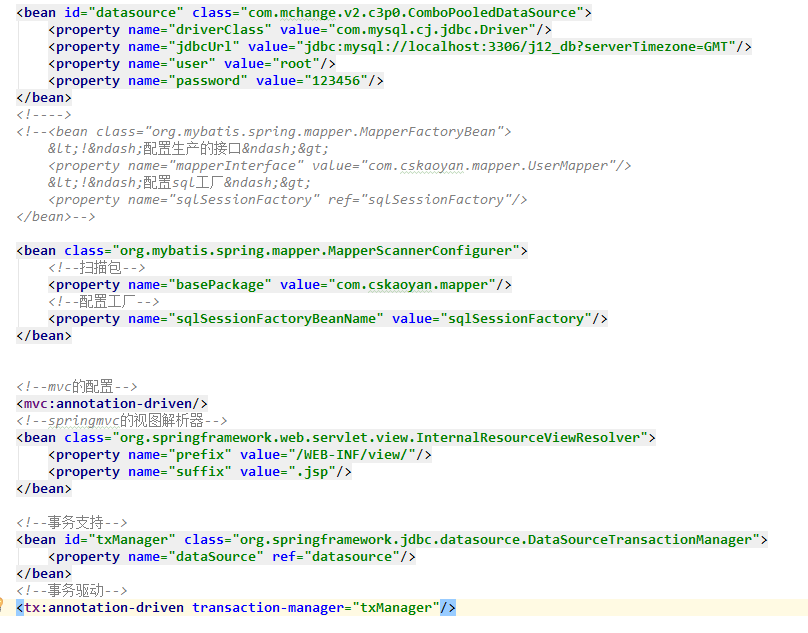 <bean id="datasource" class="com.mchange.v2.c3p0.ComboPooledDataSource">
<property name="driverClass" value="com.mysql.cj.jdbc.Driver"/>
<property name="jdbcUrl" value="jdbc:mysql://localhost:3306/j12_db?serverTimezone=GMT"/>
<property name="user" value="root"/>
<property name="password" value="123456"/>
</bean>
<!---->
<!--<bean class="org.mybatis.spring.mapper.MapperFactoryBean">
&lt;!&ndash;配置生产的接口&ndash;&gt;
<property name="mapperInterface" value="com.cskaoyan.mapper.UserMapper"/>
&lt;!&ndash;配置sql工厂&ndash;&gt;
<property name="sqlSessionFactory" ref="sqlSessionFactory"/>
</bean>-->
<bean class="org.mybatis.spring.mapper.MapperScannerConfigurer">
<!--扫描包-->
<property name="basePackage" value="com.cskaoyan.mapper"/>
<!--配置工厂-->
<property name="sqlSessionFactoryBeanName" value="sqlSessionFactory"/>
</bean>
<!--mvc的配置-->
<mvc:annotation-driven/>
<!--springmvc的视图解析器-->
<bean class="org.springframework.web.servlet.view.InternalResourceViewResolver">
<property name="prefix" value="/WEB-INF/view/"/>
<property name="suffix" value=".jsp"/>
</bean>
<!--事务支持-->
<bean id="txManager" class="org.springframework.jdbc.datasource.DataSourceTransactionManager">
<property name="dataSource" ref="datasource"/>
</bean>
<!--事务驱动-->
<tx:annotation-driven transaction-manager="txManager"/>